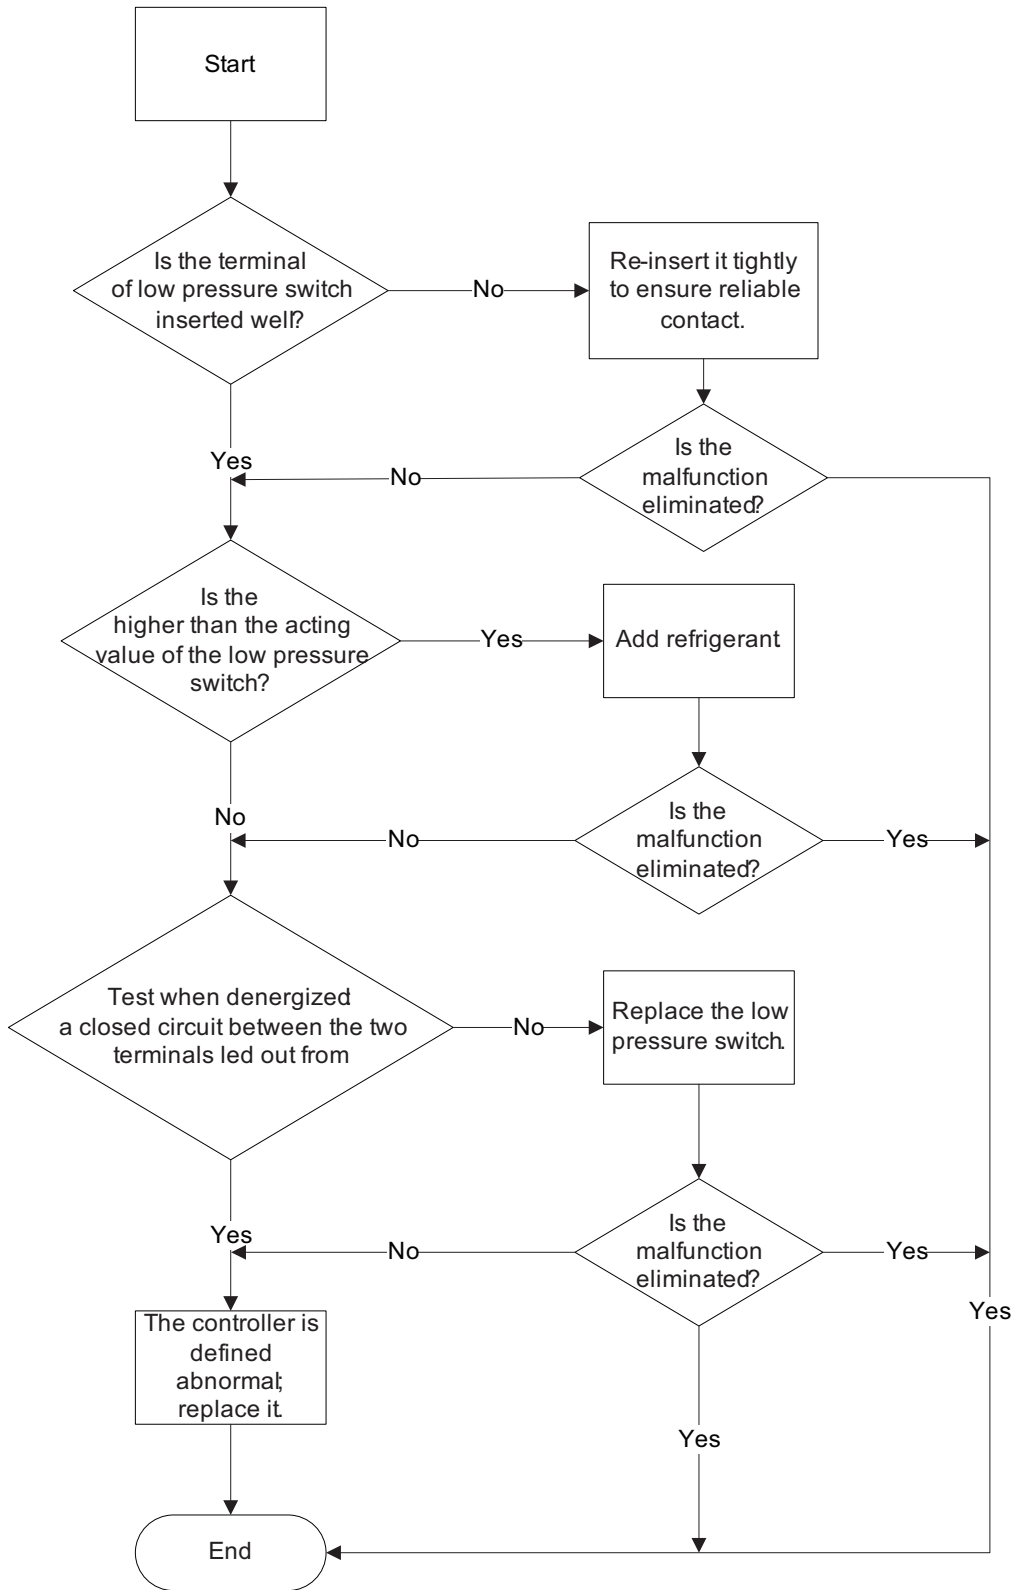 Start
Is the terminal
of low pressure switch
inserted well?
No
Re-insert it tightly
to ensure reliable
contact.
Yes
No
Is the
malfunction
eliminated?
Is the
higher than the acting
value of the low pressure
switch?
Yes
Add refrigerant
No
No
Is the
malfunction
eliminated?
Yes
Test when denergized
a closed circuit between the two
terminals led out from
No
Replace the low
pressure switch.
Yes
No
Is the
malfunction
eliminated?
Yes
Yes
The controller is
defined
abnormal;
replace it.
Yes
End